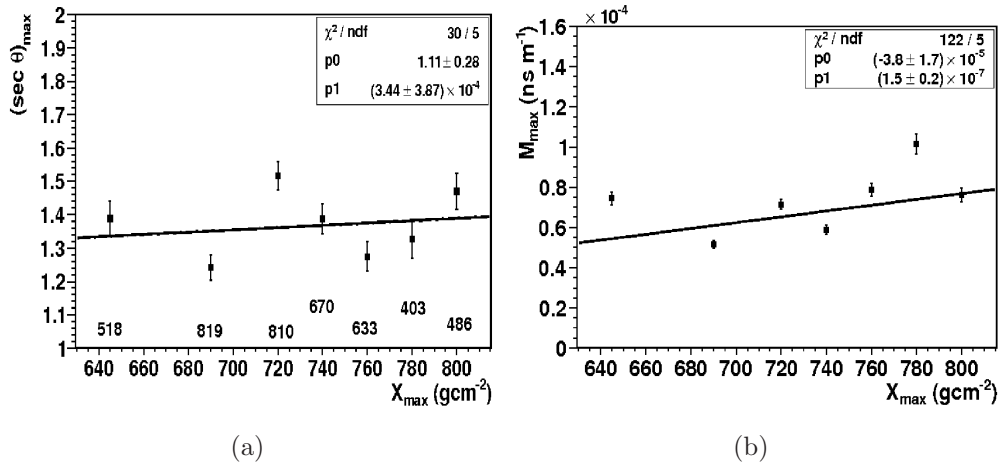 (sec θ)max
2
1.9
1.8
1.7
1.6
1.5
1.4
1.3
1.2
1.1
1
χ² / ndf 30 / 5
p0 1.11 ± 0.28
p1 (3.44 ± 3.87) × 10⁻⁴
518 819 810 670 633 403 486
640 660 680 700 720 740 760 780 800
Xmax (gcm⁻²)
(a)
× 10⁻⁴
Mmax (ns m⁻¹)
1.6
1.4
1.2
1
0.8
0.6
0.4
0.2
0
χ² / ndf 122 / 5
p0 (-3.8 ± 1.7) × 10⁻⁵
p1 (1.5 ± 0.2) × 10⁻⁷
640 660 680 700 720 740 760 780 800
Xmax (gcm⁻²)
(b)